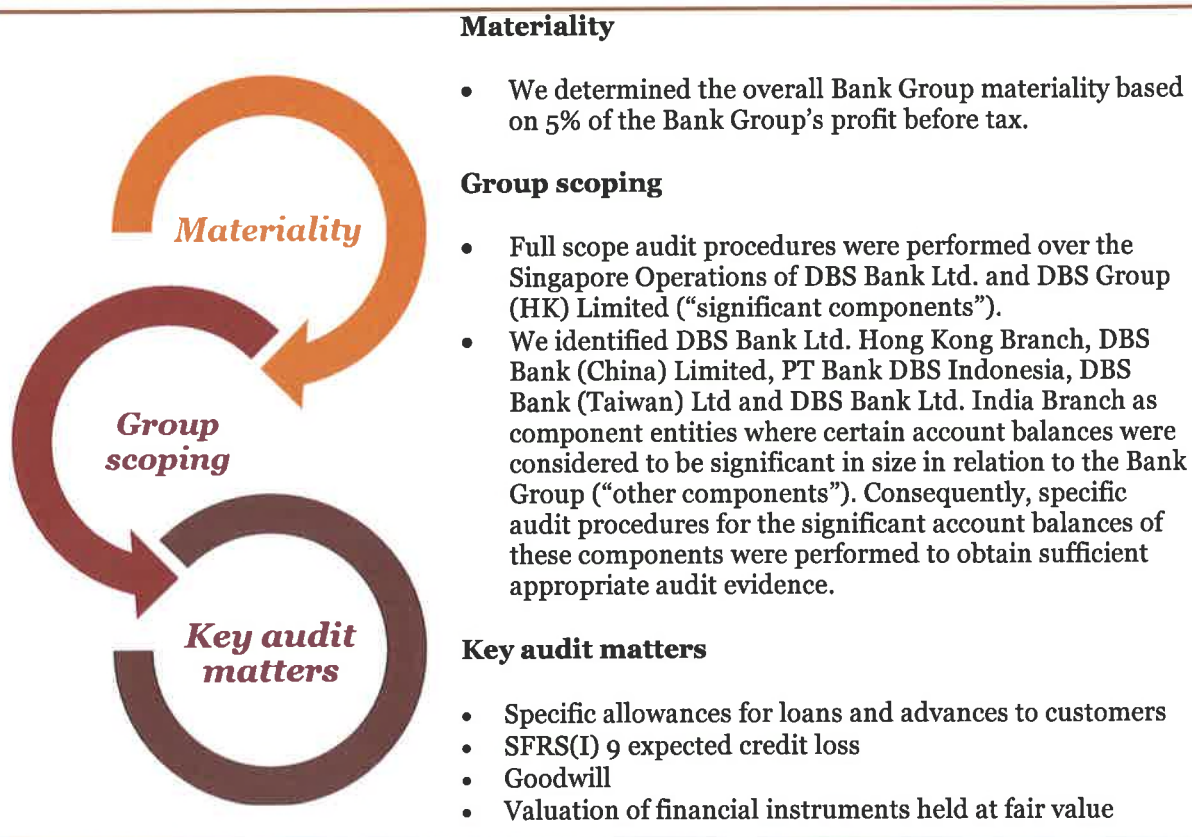 Materiality
• We determined the overall Bank Group materiality based
on 5% of the Bank Group's profit before tax.
Group scoping
• Full scope audit procedures were performed over the
Singapore Operations of DBS Bank Ltd. and DBS Group
(HK) Limited (“significant components”).
• We identified DBS Bank Ltd. Hong Kong Branch, DBS
Bank (China) Limited, PT Bank DBS Indonesia, DBS
Bank (Taiwan) Ltd and DBS Bank Ltd. India Branch as
component entities where certain account balances were
considered to be significant in size in relation to the Bank
Group (“other components”). Consequently, specific
audit procedures for the significant account balances of
these components were performed to obtain sufficient
appropriate audit evidence.
Key audit matters
• Specific allowances for loans and advances to customers
• SFRS(I) 9 expected credit loss
• Goodwill
• Valuation of financial instruments held at fair value
Materiality
Group
scoping
Key audit
matters